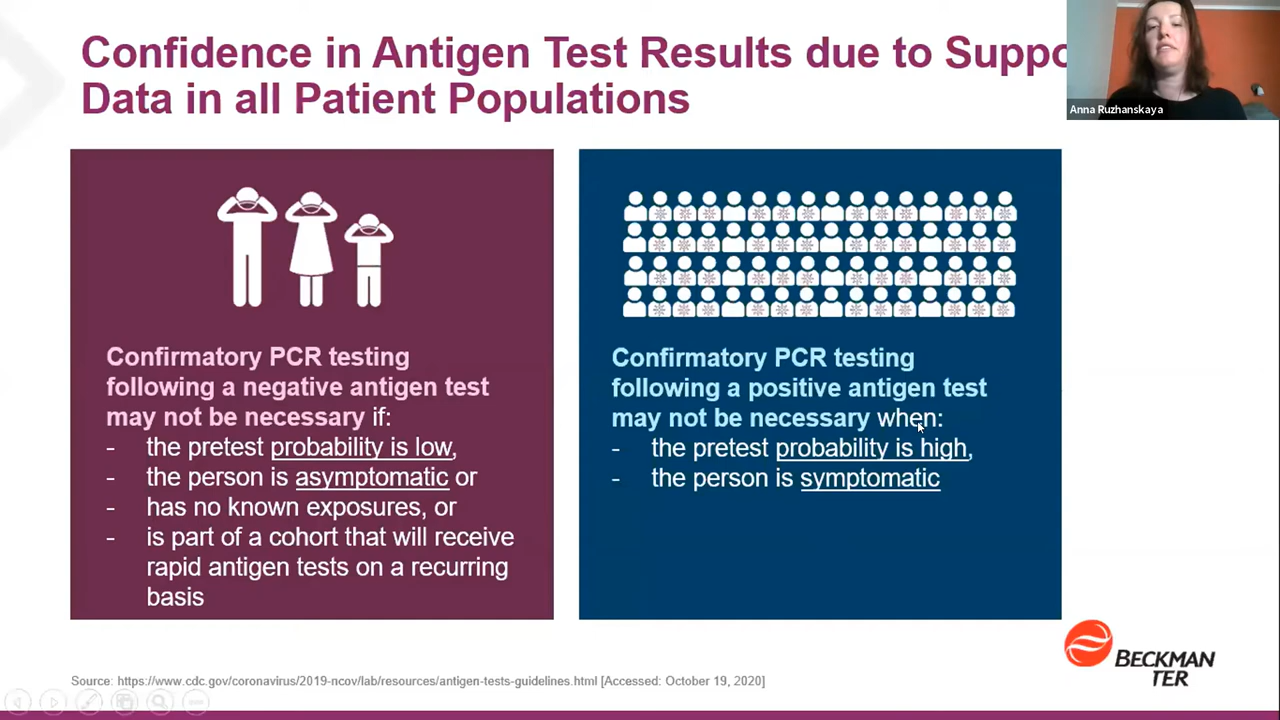 Confidence in Antigen Test Results due to Suppo
Data in all Patient Populations
Anna Ruzhanskaya
Confirmatory PCR testing
following a negative antigen test
may not be necessary if:
- the pretest probability is low,
- the person is asymptomatic or
- has no known exposures, or
- is part of a cohort that will receive
rapid antigen tests on a recurring
basis
Confirmatory PCR testing
following a positive antigen test
may not be necessary when:
- the pretest probability is high,
- the person is symptomatic
BECKMAN
TER
Source: https://www.cdc.gov/coronavirus/2019-ncov/lab/resources/antigen-tests-guidelines.html [Accessed: October 19, 2020]